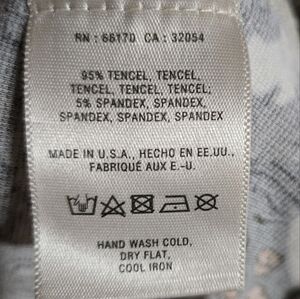 RN : 66170 CA : 32054
95% TENCEL, TENCEL,
TENCEL, TENCEL, TENCEL,
5% SPANDEX, SPANDEX,
SPANDEX, SPANDEX, SPANDEX
MADE IN U.S.A., HECHO EN EE.UU.,
FABRIQUÉ AUX E.-U.
HAND WASH COLD,
DRY FLAT,
COOL IRON